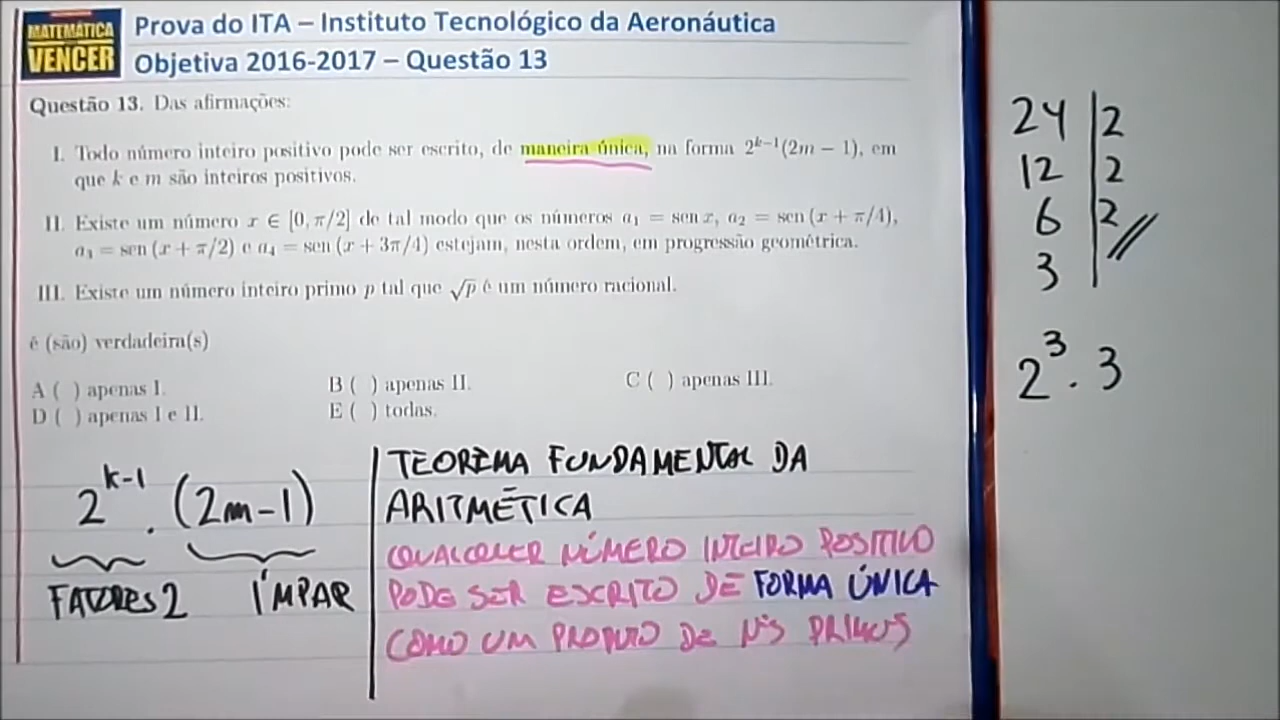 MATEMÁTICA
VENCER
Prova do ITA – Instituto Tecnológico da Aeronáutica
Objetiva 2016-2017 – Questão 13
Questão 13. Das afirmações:
I. Todo número inteiro positivo pode ser escrito, de maneira única, na forma 2^{k−1}(2m − 1), em
que k e m são inteiros positivos.
II. Existe um número x ∈ [0, π/2] de tal modo que os números a₁ = sen x, a₂ = sen (x + π/4),
a₃ = sen (x + π/2) e a₄ = sen (x + 3π/4) estejam, nesta ordem, em progressão geométrica.
III. Existe um número inteiro primo p tal que √p é um número racional.
é (são) verdadeira(s)
A ( ) apenas I. B ( ) apenas II. C ( ) apenas III.
D ( ) apenas I e II. E ( ) todas.
2^{k-1} . (2m-1)
FATORES 2 ÍMPAR
TEOREMA FUNDAMENTAL DA
ARITMÉTICA
QUALQUER NÚMERO INTEIRO POSITIVO
PODE SER ESCRITO DE FORMA ÚNICA
COMO UM PRODUTO DE Nºs PRIMOS
24 | 2
12 | 2
6 | 2
3
2³ . 3